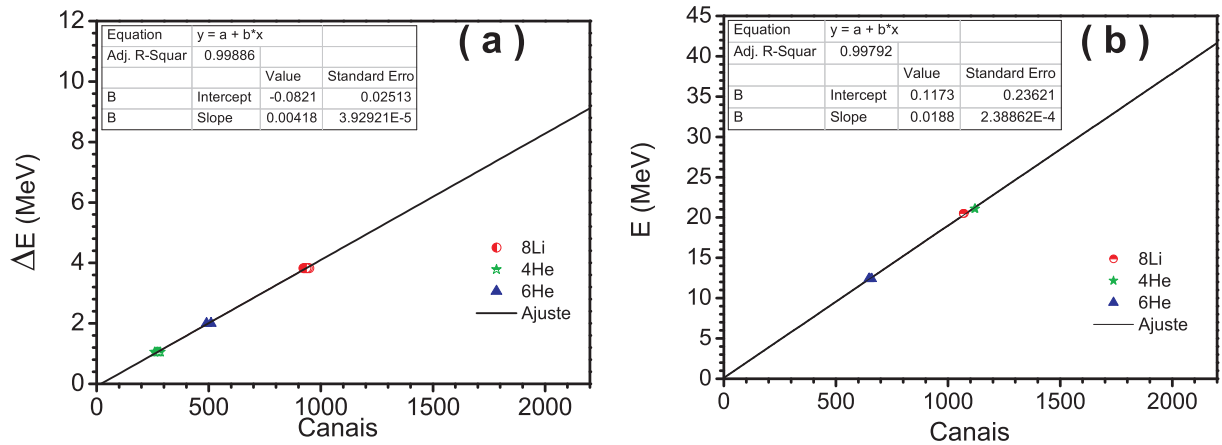 ( a )
Equation y = a + b*x
Adj. R-Squar 0.99886
Value Standard Erro
B Intercept -0.0821 0.02513
B Slope 0.00418 3.92921E-5
12
10
8
6
4
2
0
ΔE (MeV)
8Li
4He
6He
Ajuste
0 500 1000 1500 2000
Canais
( b )
Equation y = a + b*x
Adj. R-Squar 0.99792
Value Standard Erro
B Intercept 0.1173 0.23621
B Slope 0.0188 2.38862E-4
45
40
35
30
25
20
15
10
5
0
E (MeV)
8Li
4He
6He
Ajuste
0 500 1000 1500 2000
Canais